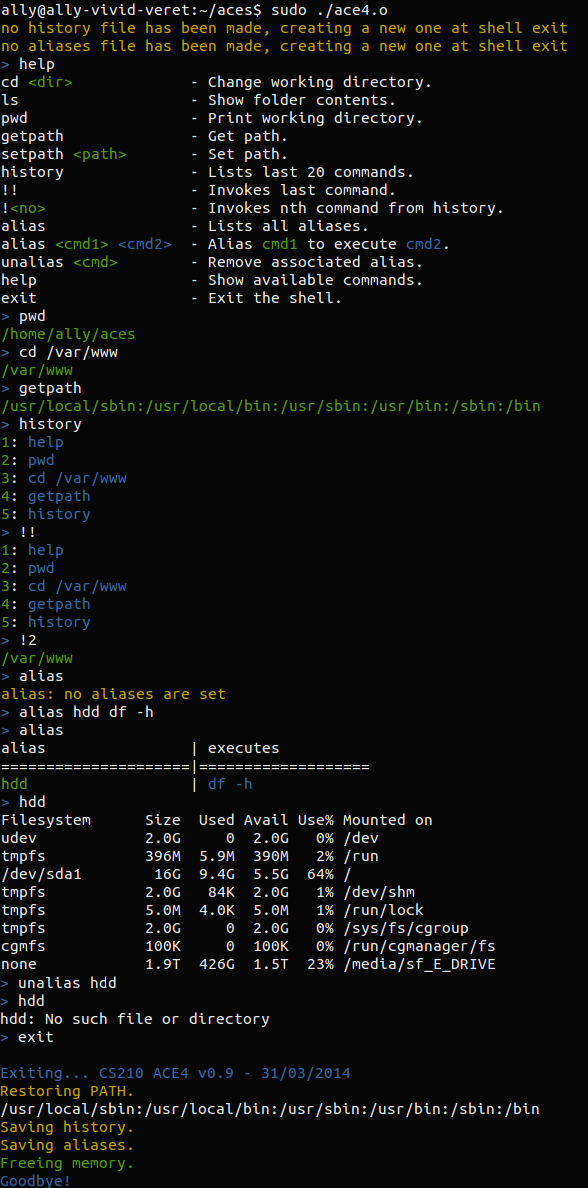 ally@ally-vivid-veret:~/aces$ sudo ./ace4.o
no history file has been made, creating a new one at shell exit
no aliases file has been made, creating a new one at shell exit
> help
cd <dir>             - Change working directory.
ls                   - Show folder contents.
pwd                  - Print working directory.
getpath              - Get path.
setpath <path>       - Set path.
history              - Lists last 20 commands.
!!                   - Invokes last command.
!<no>                - Invokes nth command from history.
alias                - Lists all aliases.
alias <cmd1> <cmd2>  - Alias cmd1 to execute cmd2.
unalias <cmd>        - Remove associated alias.
help                 - Show available commands.
exit                 - Exit the shell.
> pwd
/home/ally/aces
> cd /var/www
/var/www
> getpath
/usr/local/sbin:/usr/local/bin:/usr/sbin:/usr/bin:/sbin:/bin
> history
1: help
2: pwd
3: cd /var/www
4: getpath
5: history
> !!
1: help
2: pwd
3: cd /var/www
4: getpath
5: history
> !2
/var/www
> alias
alias: no aliases are set
> alias hdd df -h
> alias
alias                | executes
=====================|===================
hdd                  | df -h
> hdd
Filesystem      Size  Used Avail Use% Mounted on
udev            2.0G     0  2.0G   0% /dev
tmpfs           396M  5.9M  390M   2% /run
/dev/sda1        16G  9.4G  5.5G  64% /
tmpfs           2.0G   84K  2.0G   1% /dev/shm
tmpfs           5.0M  4.0K  5.0M   1% /run/lock
tmpfs           2.0G     0  2.0G   0% /sys/fs/cgroup
cgmfs           100K     0  100K   0% /run/cgmanager/fs
none            1.9T  426G  1.5T  23% /media/sf_E_DRIVE
> unalias hdd
> hdd
hdd: No such file or directory
> exit

Exiting... CS210 ACE4 v0.9 - 31/03/2014
Restoring PATH.
/usr/local/sbin:/usr/local/bin:/usr/sbin:/usr/bin:/sbin:/bin
Saving history.
Saving aliases.
Freeing memory.
Goodbye!